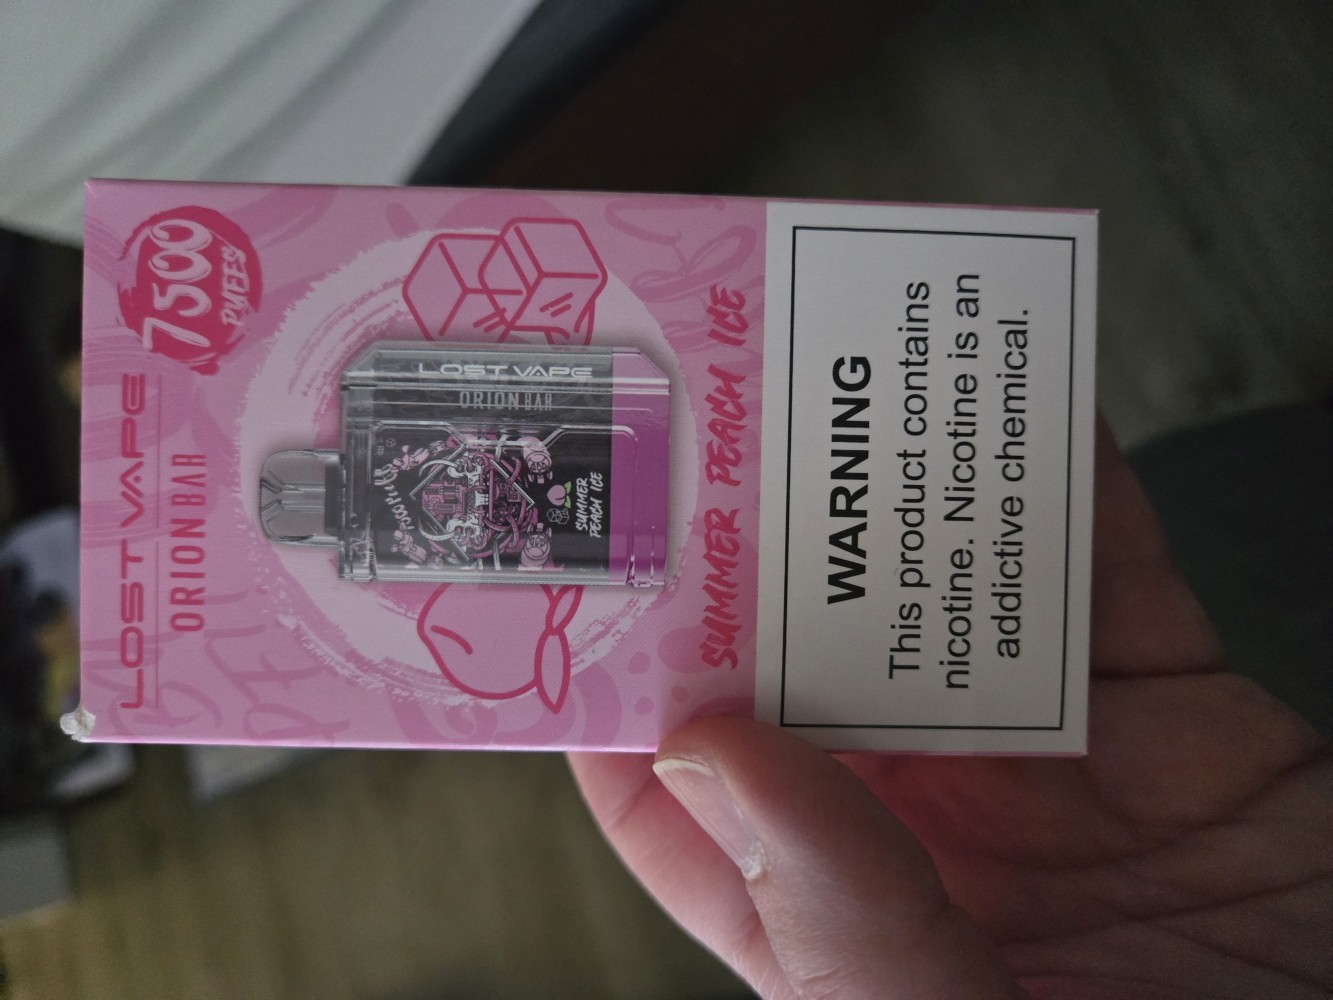 LOST VAPE
ORION BAR
7500
PUFFS
LOST VAPE
ORION BAR
SUMMER
PEACH ICE
SUMMER PEACH ICE
WARNING
This product contains
nicotine. Nicotine is an
addictive chemical.